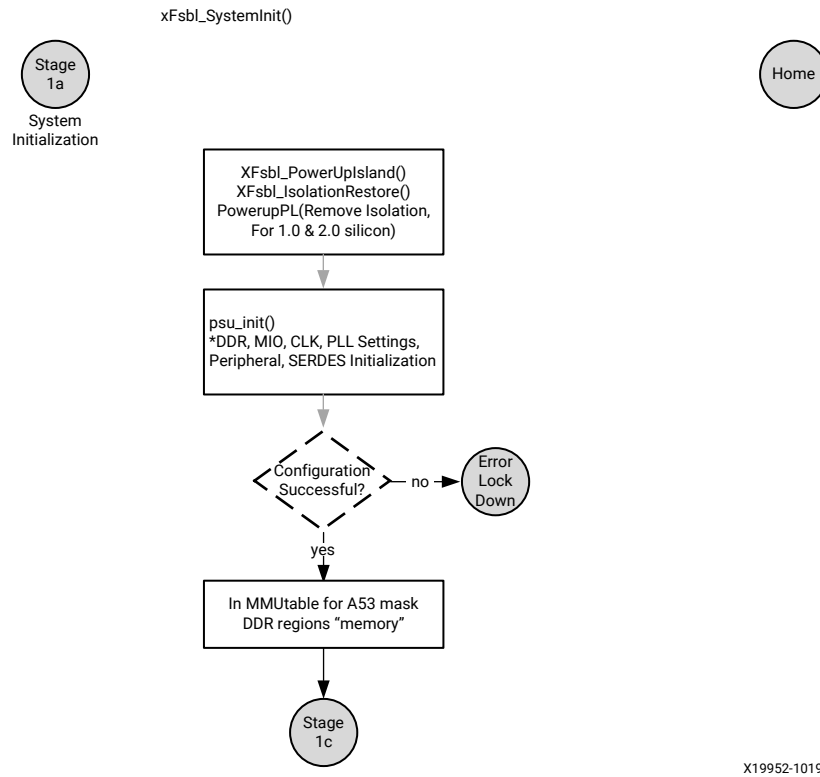 xFsbl_SystemInit()
Stage
1a
System
Initialization
Home
XFsbl_PowerUpIsland()
XFsbl_IsolationRestore()
PowerupPL(Remove Isolation,
For 1.0 & 2.0 silicon)
psu_init()
*DDR, MIO, CLK, PLL Settings,
Peripheral, SERDES Initialization
Configuration
Successful?
no
Error
Lock
Down
yes
In MMUtable for A53 mask
DDR regions “memory”
Stage
1c
X19952-1019